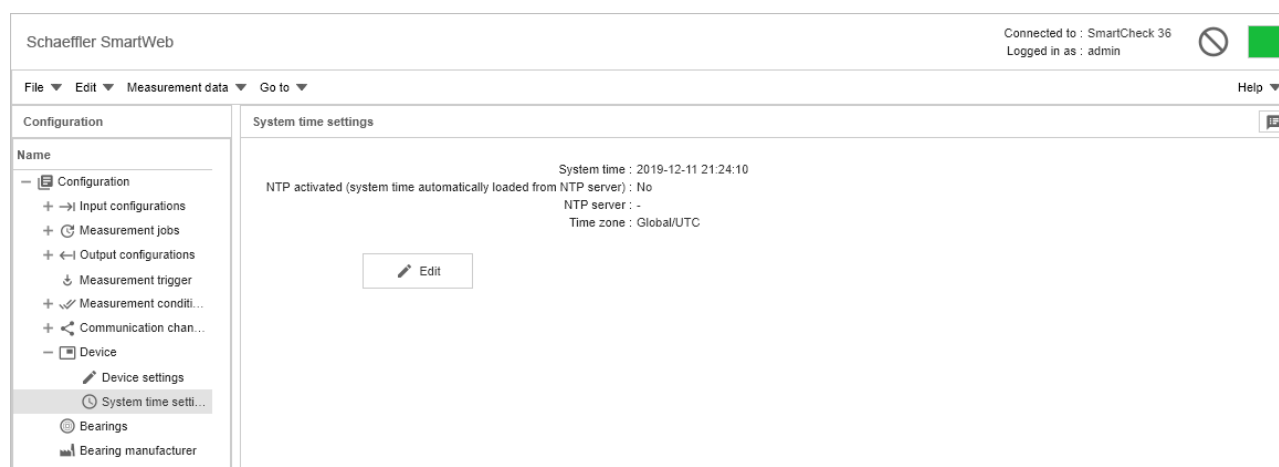 Schaeffler SmartWeb
Connected to : SmartCheck 36
Logged in as : admin
File Edit Measurement data Go to Help
Configuration
System time settings
Name
Configuration
Input configurations
Measurement jobs
Output configurations
Measurement trigger
Measurement conditi...
Communication chan...
Device
Device settings
System time setti...
Bearings
Bearing manufacturer
System time : 2019-12-11 21:24:10
NTP activated (system time automatically loaded from NTP server) : No
NTP server : -
Time zone : Global/UTC
Edit